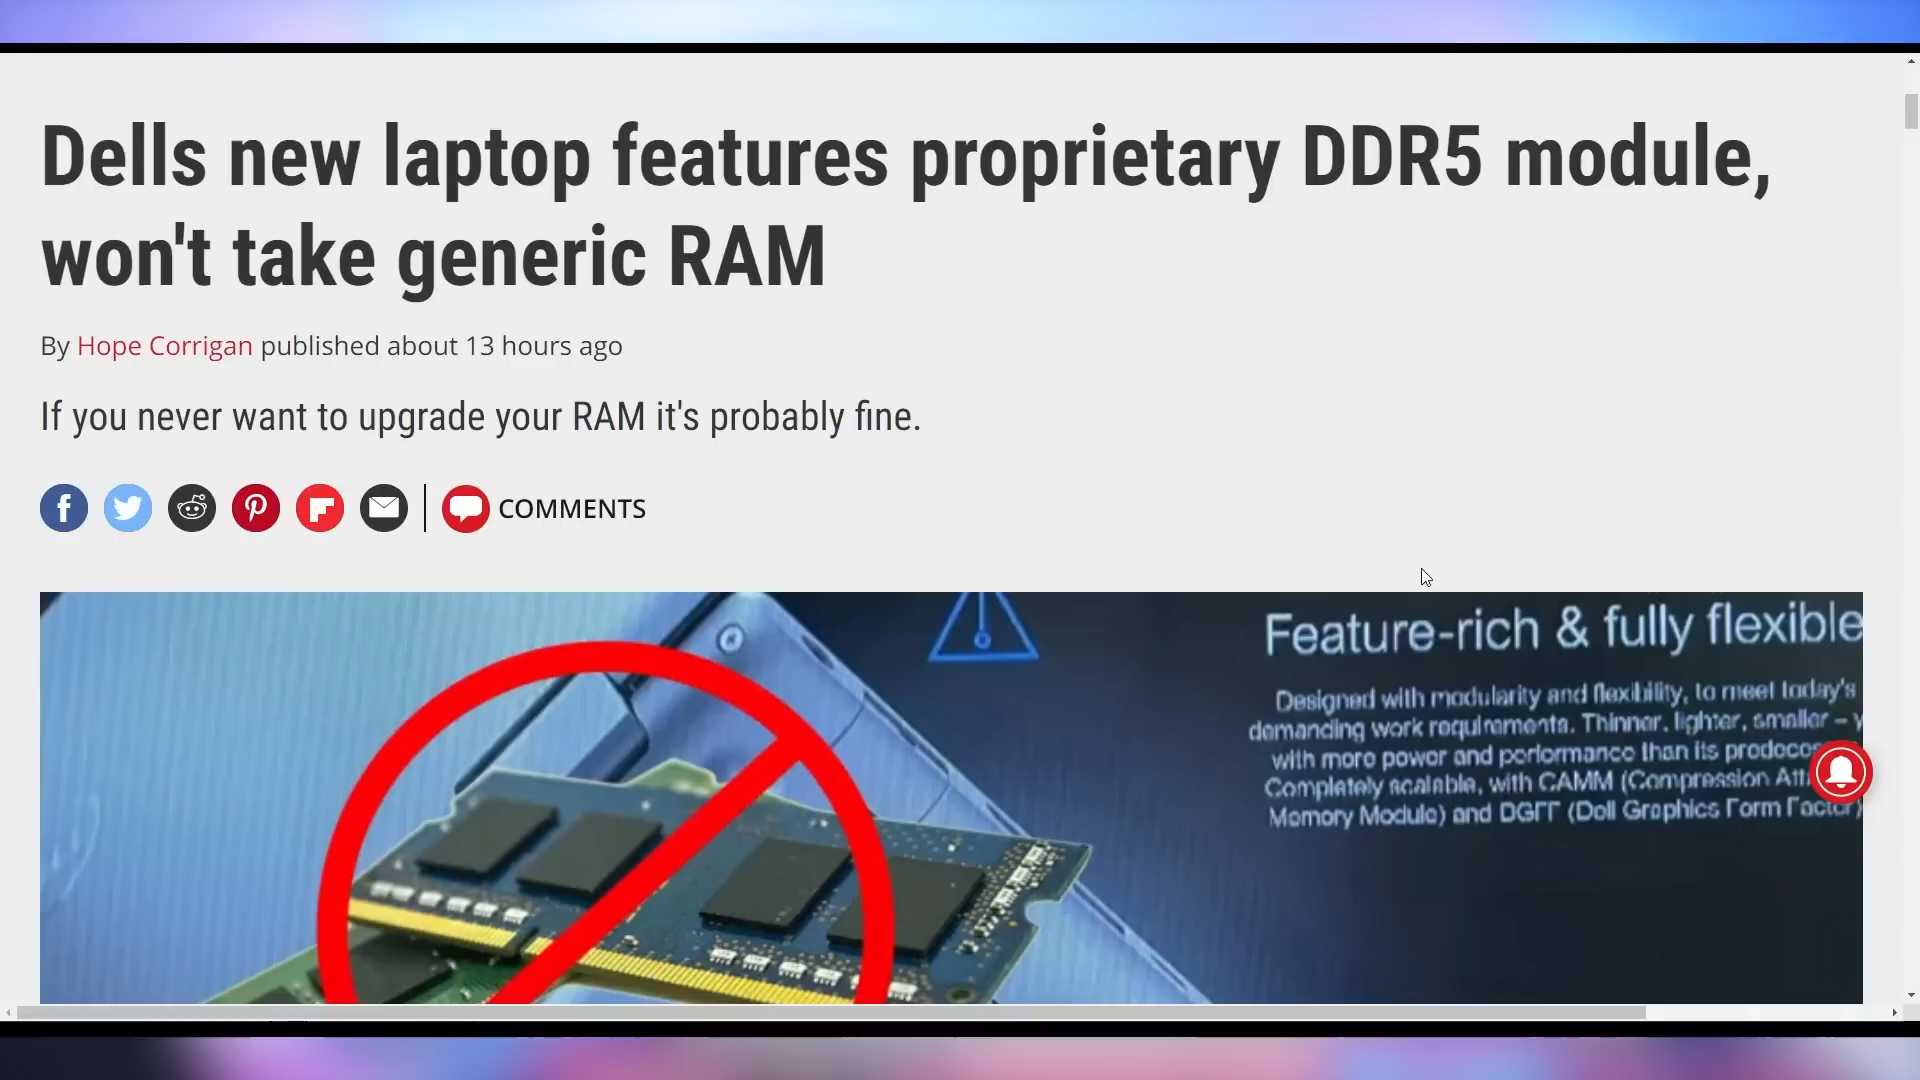 Dells new laptop features proprietary DDR5 module,
won't take generic RAM
By Hope Corrigan published about 13 hours ago
If you never want to upgrade your RAM it's probably fine.
COMMENTS
Feature-rich & fully flexible
Designed with modularity and flexibility, to meet today's
demanding work requirements. Thinner, lighter, smaller – y
with more power and performance than its
Completely scalable, with CAMM (Compression
Memory Module) and DGFF (Dell Graphics Form Factor)